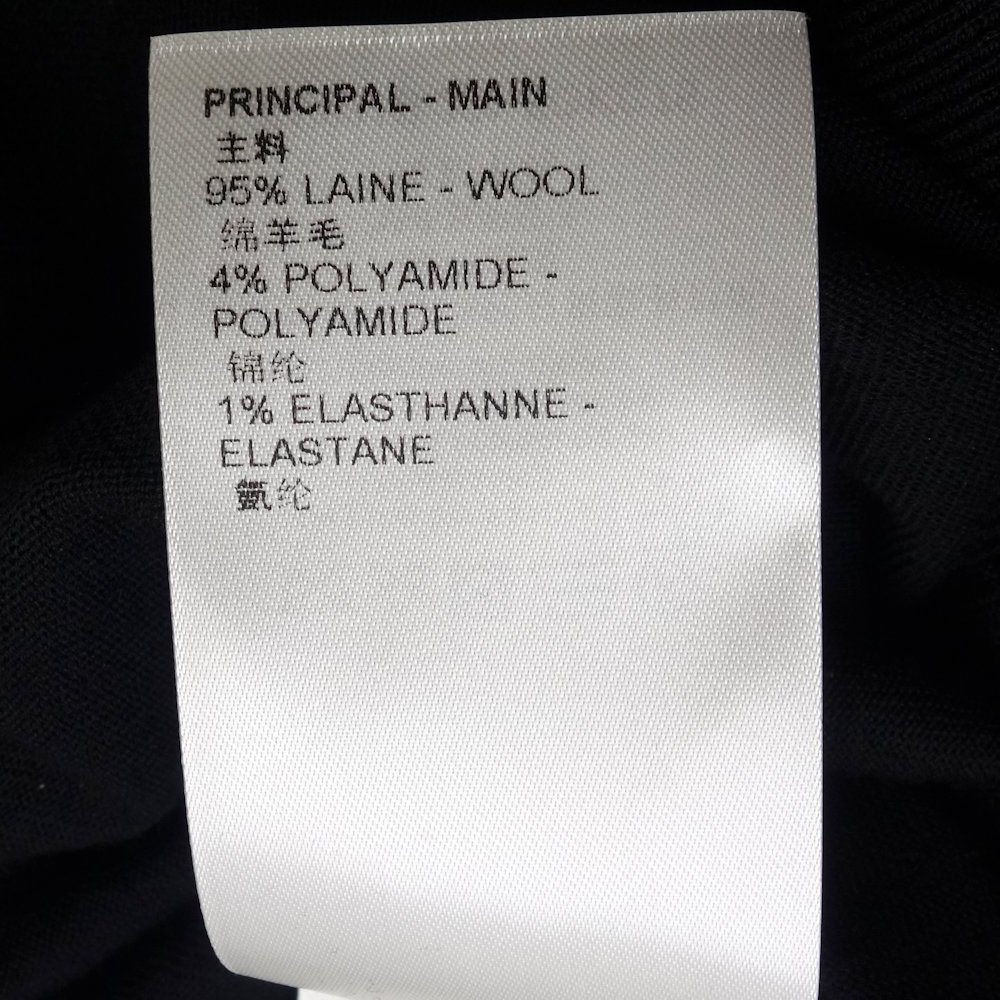 PRINCIPAL - MAIN
主料
95% LAINE - WOOL
绵羊毛
4% POLYAMIDE -
POLYAMIDE
锦纶
1% ELASTHANNE -
ELASTANE
氨纶